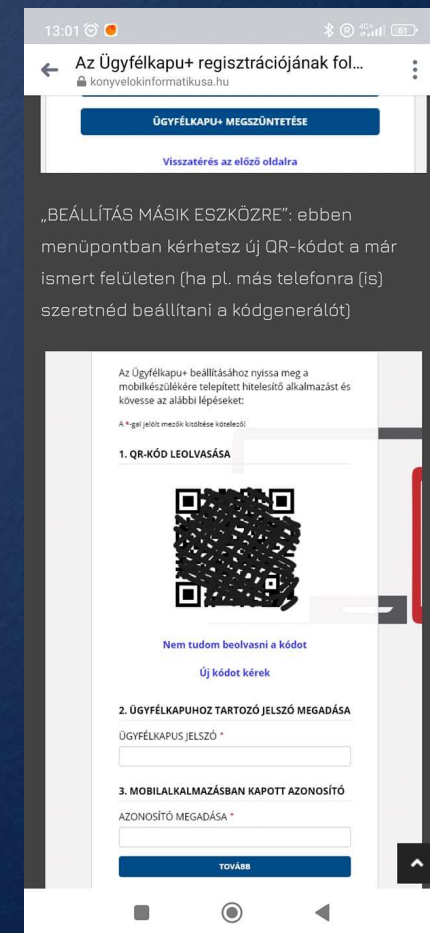 13:01
4G+
61
Az Ügyfélkapu+ regisztrációjának fol...
konyvelokinformatikusa.hu
ÜGYFÉLKAPU+ MEGSZÜNTETÉSE
Visszatérés az előző oldalra
„BEÁLLÍTÁS MÁSIK ESZKÖZRE”: ebben
menüpontban kérhetsz új QR-kódot a már
ismert felületen (ha pl. más telefonra (is)
szeretnéd beállítani a kódgenerálót)
Az Ügyfélkapu+ beállításához nyissa meg a
mobilkészülékére telepített hitelesítő alkalmazást és
kövesse az alábbi lépéseket:
A *-gal jelölt mezők kitöltése kötelező!
1. QR-KÓD LEOLVASÁSA
Nem tudom beolvasni a kódot
Új kódot kérek
2. ÜGYFÉLKAPUHOZ TARTOZÓ JELSZÓ MEGADÁSA
ÜGYFÉLKAPUS JELSZÓ *
3. MOBILALKALMAZÁSBAN KAPOTT AZONOSÍTÓ
AZONOSÍTÓ MEGADÁSA *
TOVÁBB